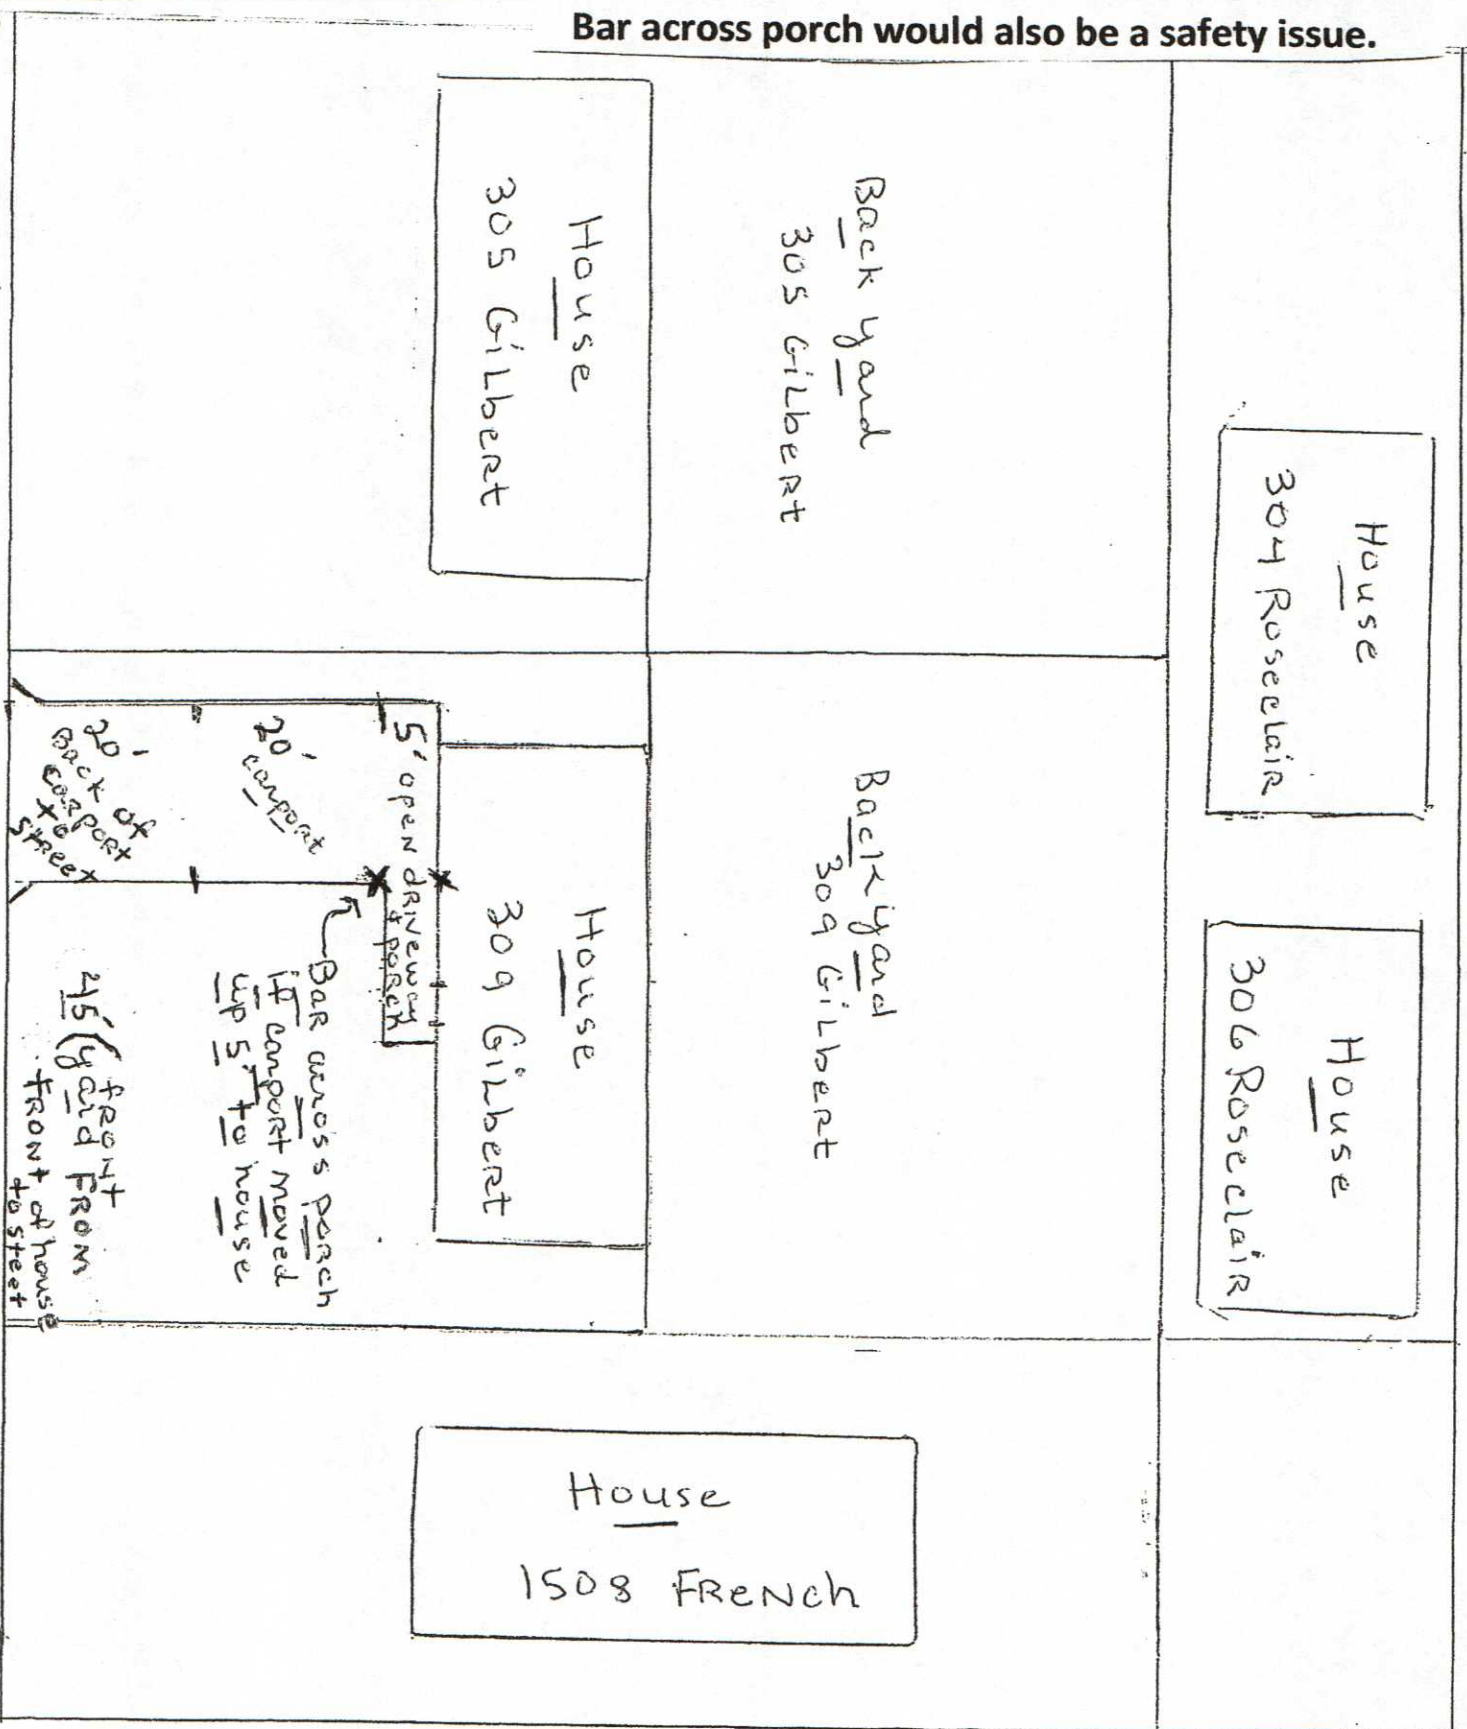 Bar across porch would also be a safety issue.
House
305 Gilbert
Back yard
305 Gilbert
House
304 Roseclair
House
306 Roseclair
Back yard
309 Gilbert
House
309 Gilbert
5' open driveway
+ porch
20'
carport
20'
Back of
carport
to
street
Bar across porch
if carport moved
up 5' to house
45' (front
yard from
front of house
to steet
House
1508 French